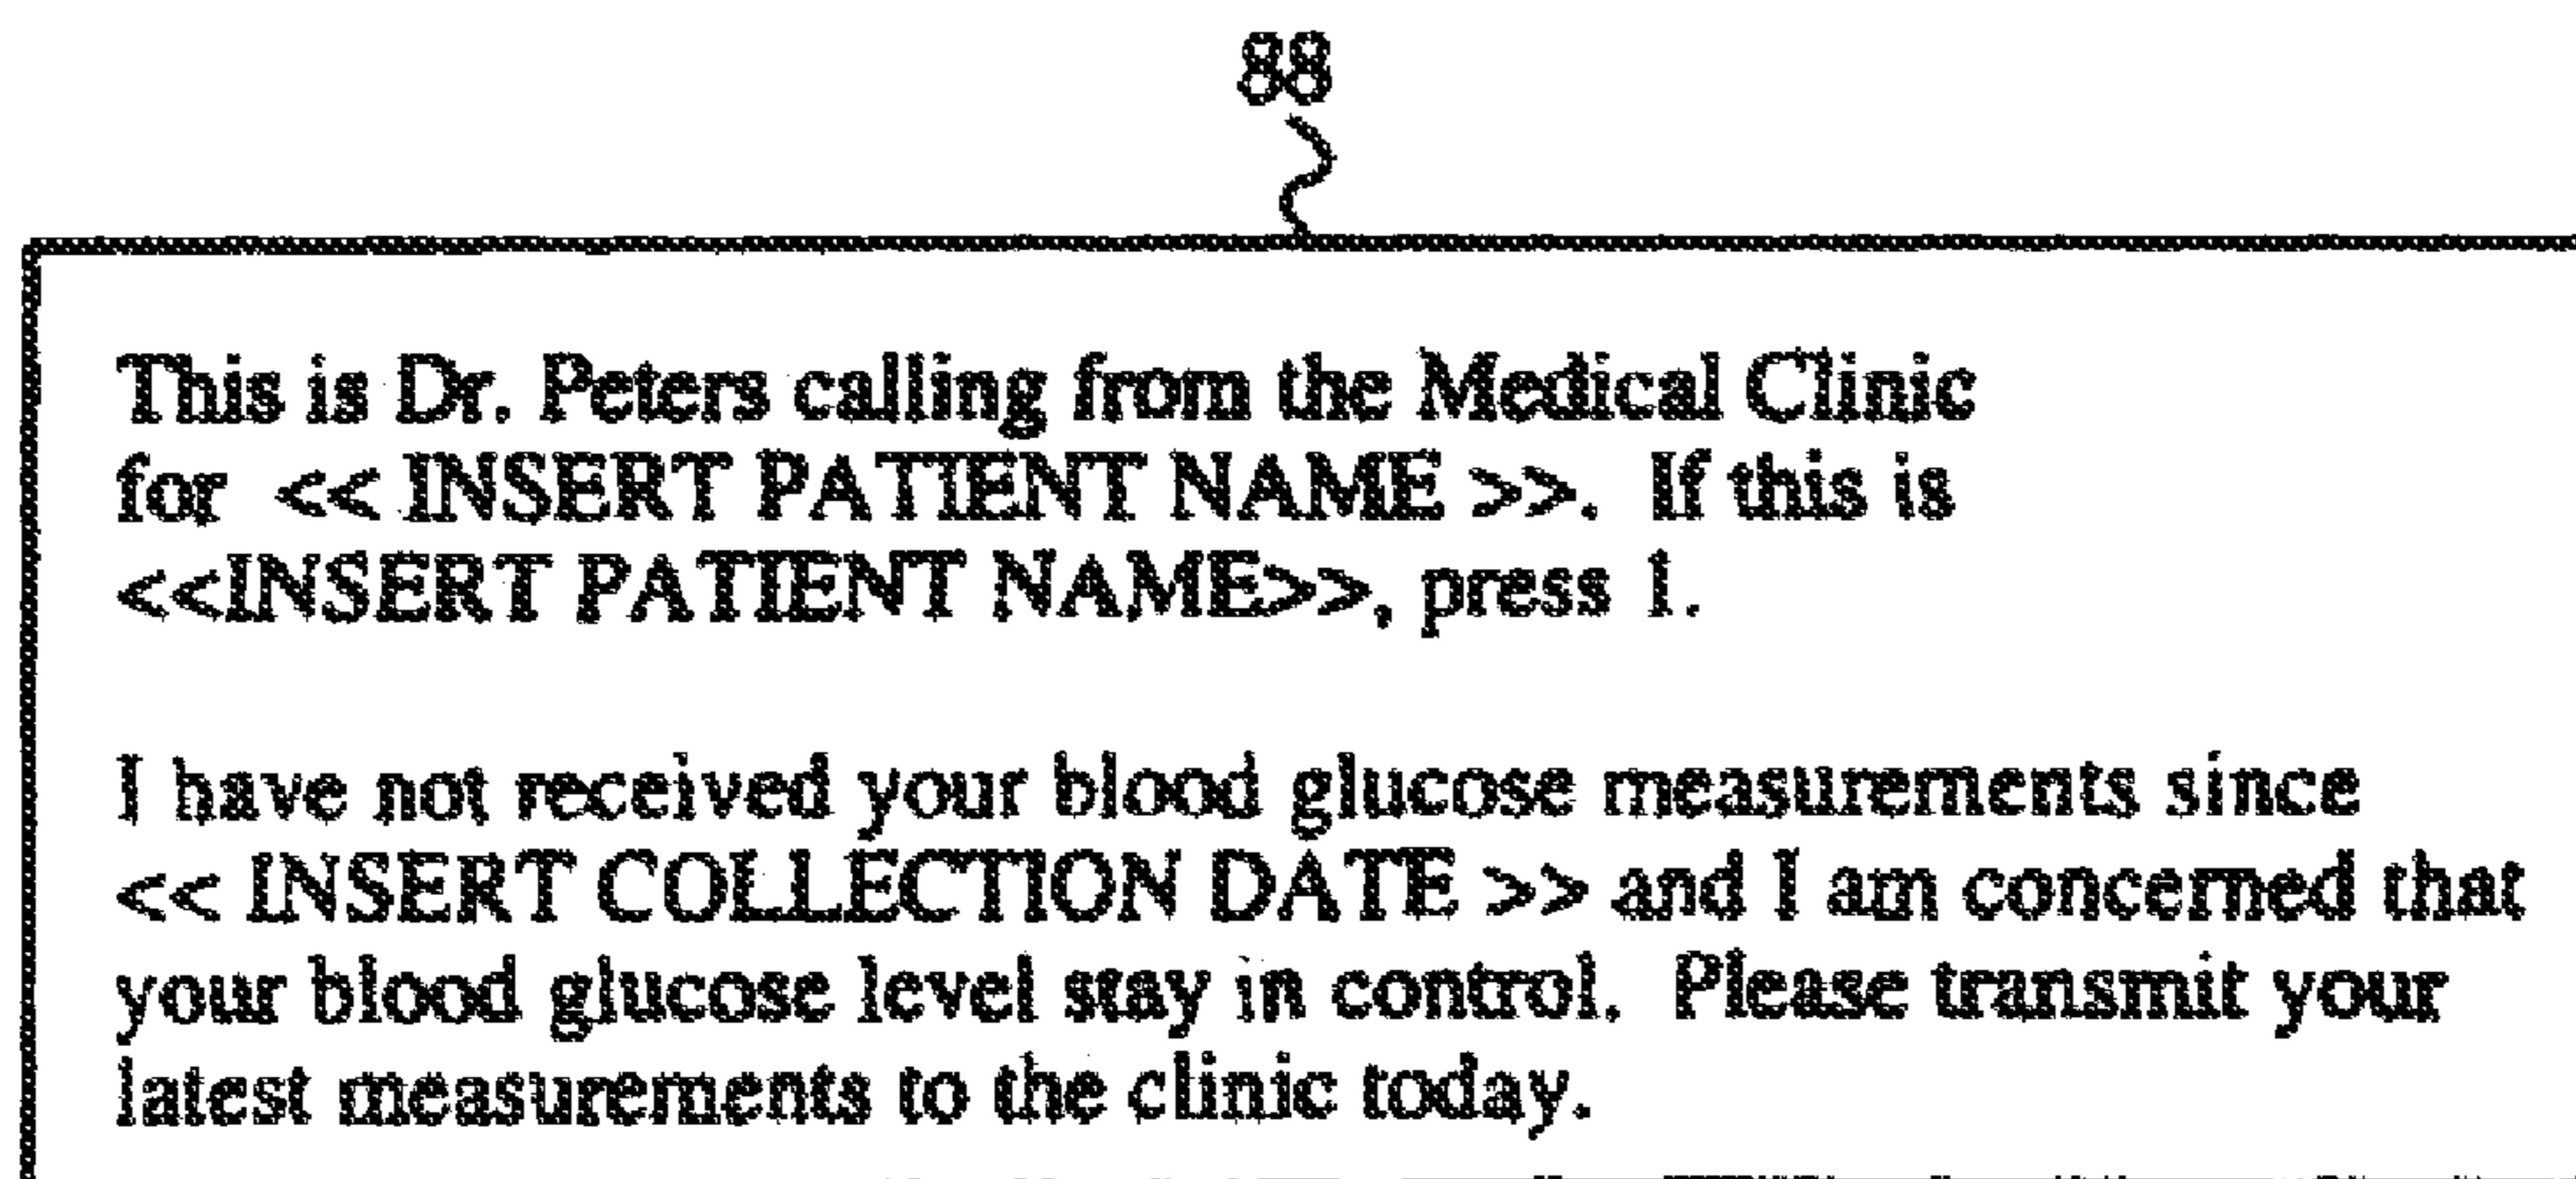 88
This is Dr. Peters calling from the Medical Clinic
for << INSERT PATIENT NAME >>. If this is
<<INSERT PATIENT NAME>>, press 1.
I have not received your blood glucose measurements since
<< INSERT COLLECTION DATE >> and I am concerned that
your blood glucose level stay in control. Please transmit your
latest measurements to the clinic today.